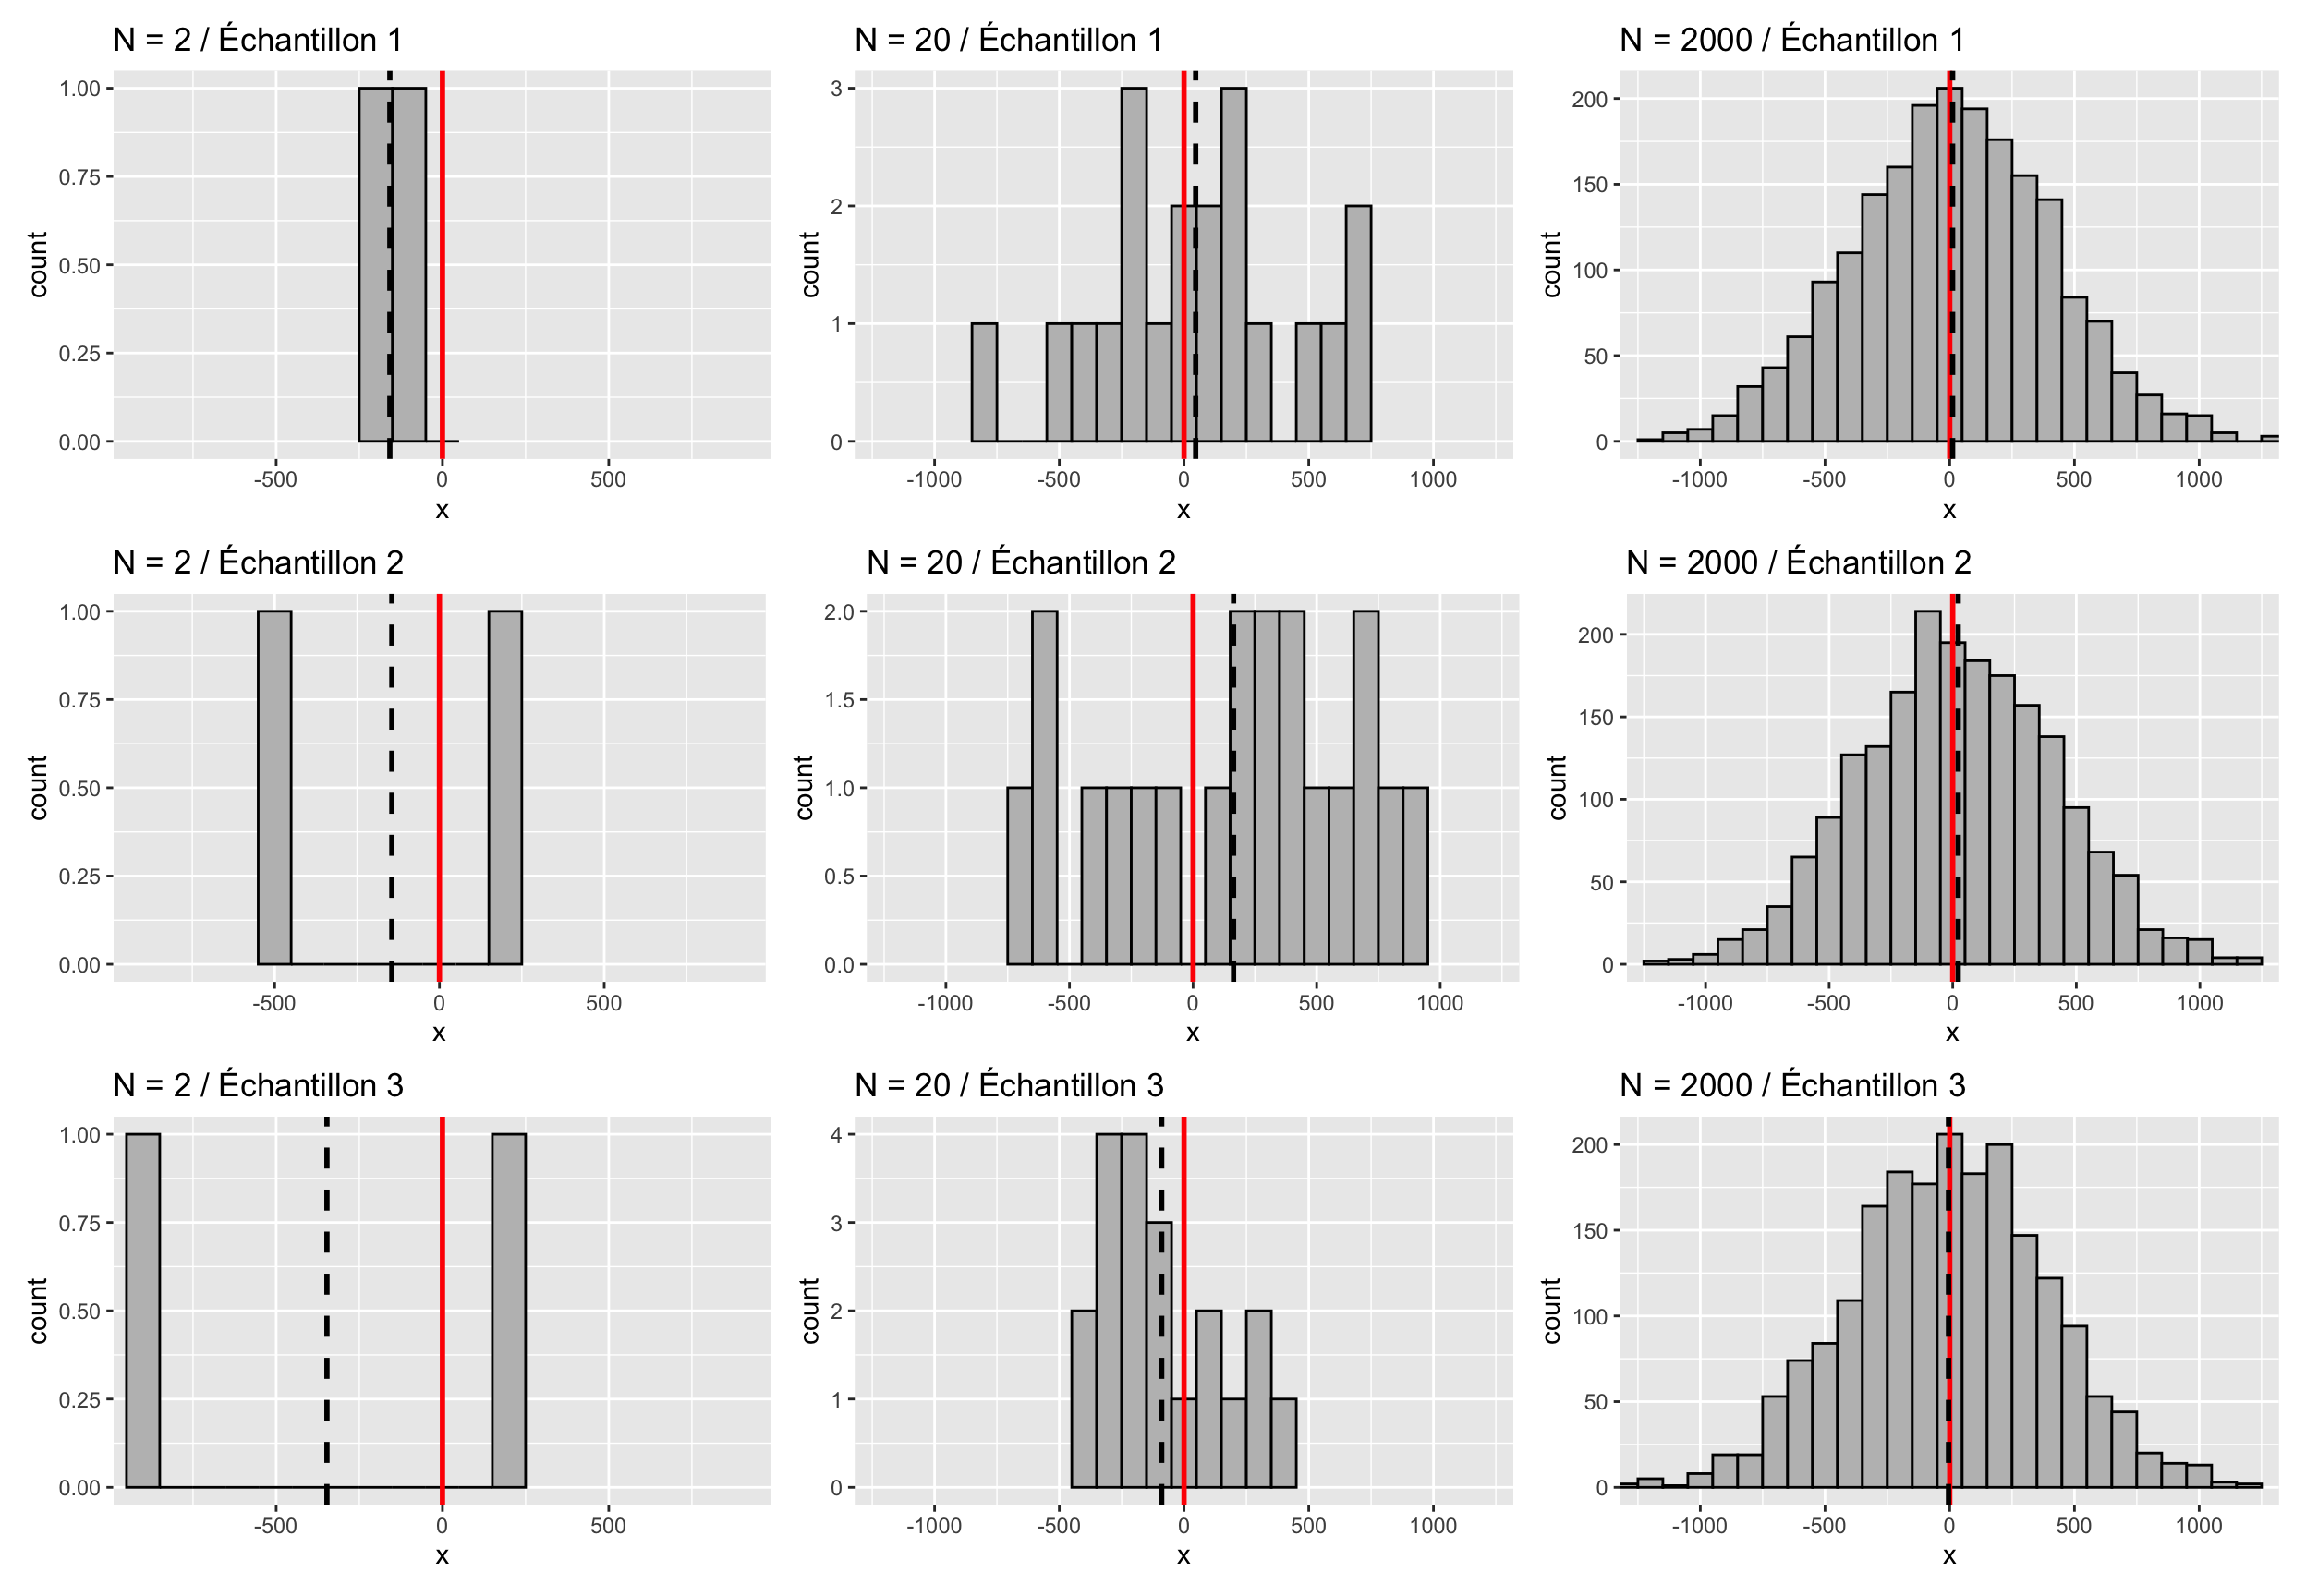 N = 2 / Échantillon 1
1.00
0.75
0.50
0.25
0.00
count
-500 0 500
x
N = 20 / Échantillon 1
3
2
1
0
count
-1000 -500 0 500 1000
x
N = 2000 / Échantillon 1
200
150
100
50
0
count
-1000 -500 0 500 1000
x
N = 2 / Échantillon 2
1.00
0.75
0.50
0.25
0.00
count
-500 0 500
x
N = 20 / Échantillon 2
2.0
1.5
1.0
0.5
0.0
count
-1000 -500 0 500 1000
x
N = 2000 / Échantillon 2
200
150
100
50
0
count
-1000 -500 0 500 1000
x
N = 2 / Échantillon 3
1.00
0.75
0.50
0.25
0.00
count
-500 0 500
x
N = 20 / Échantillon 3
4
3
2
1
0
count
-1000 -500 0 500 1000
x
N = 2000 / Échantillon 3
200
150
100
50
0
count
-1000 -500 0 500 1000
x